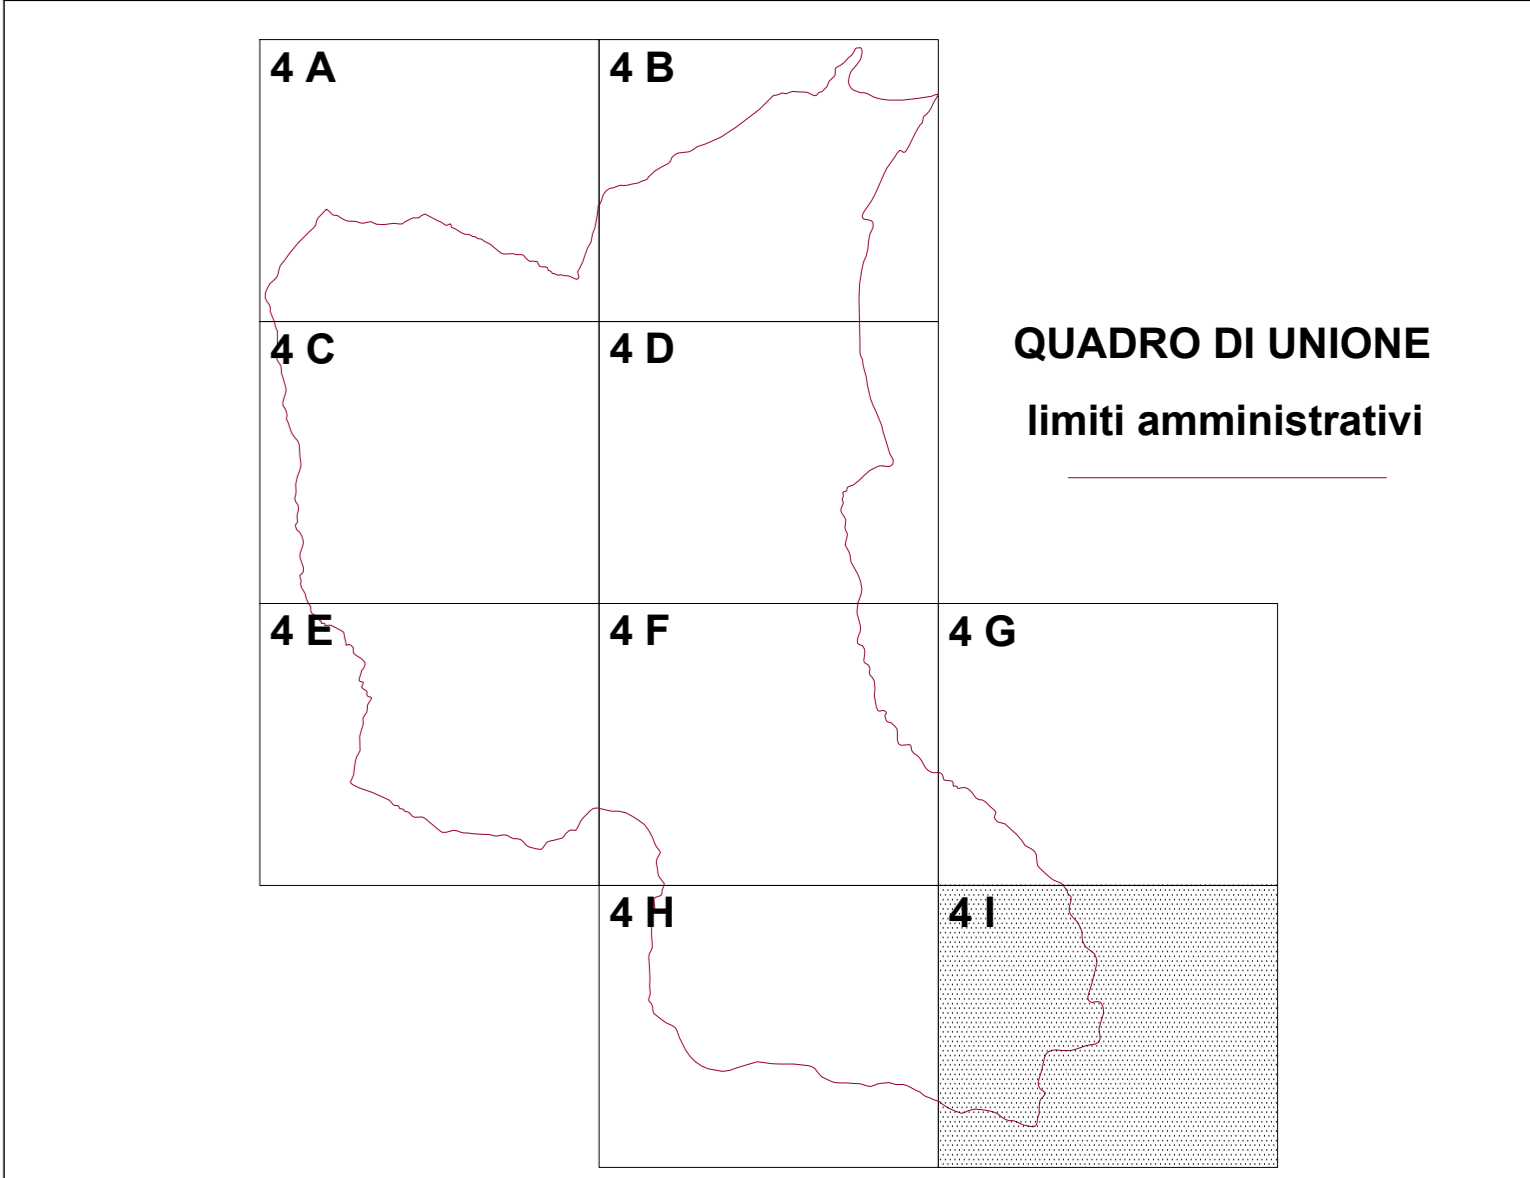 4 A
4 B
4 C
4 D
QUADRO DI UNIONE
limiti amministrativi
4 E
4 F
4 G
4 H
4 I